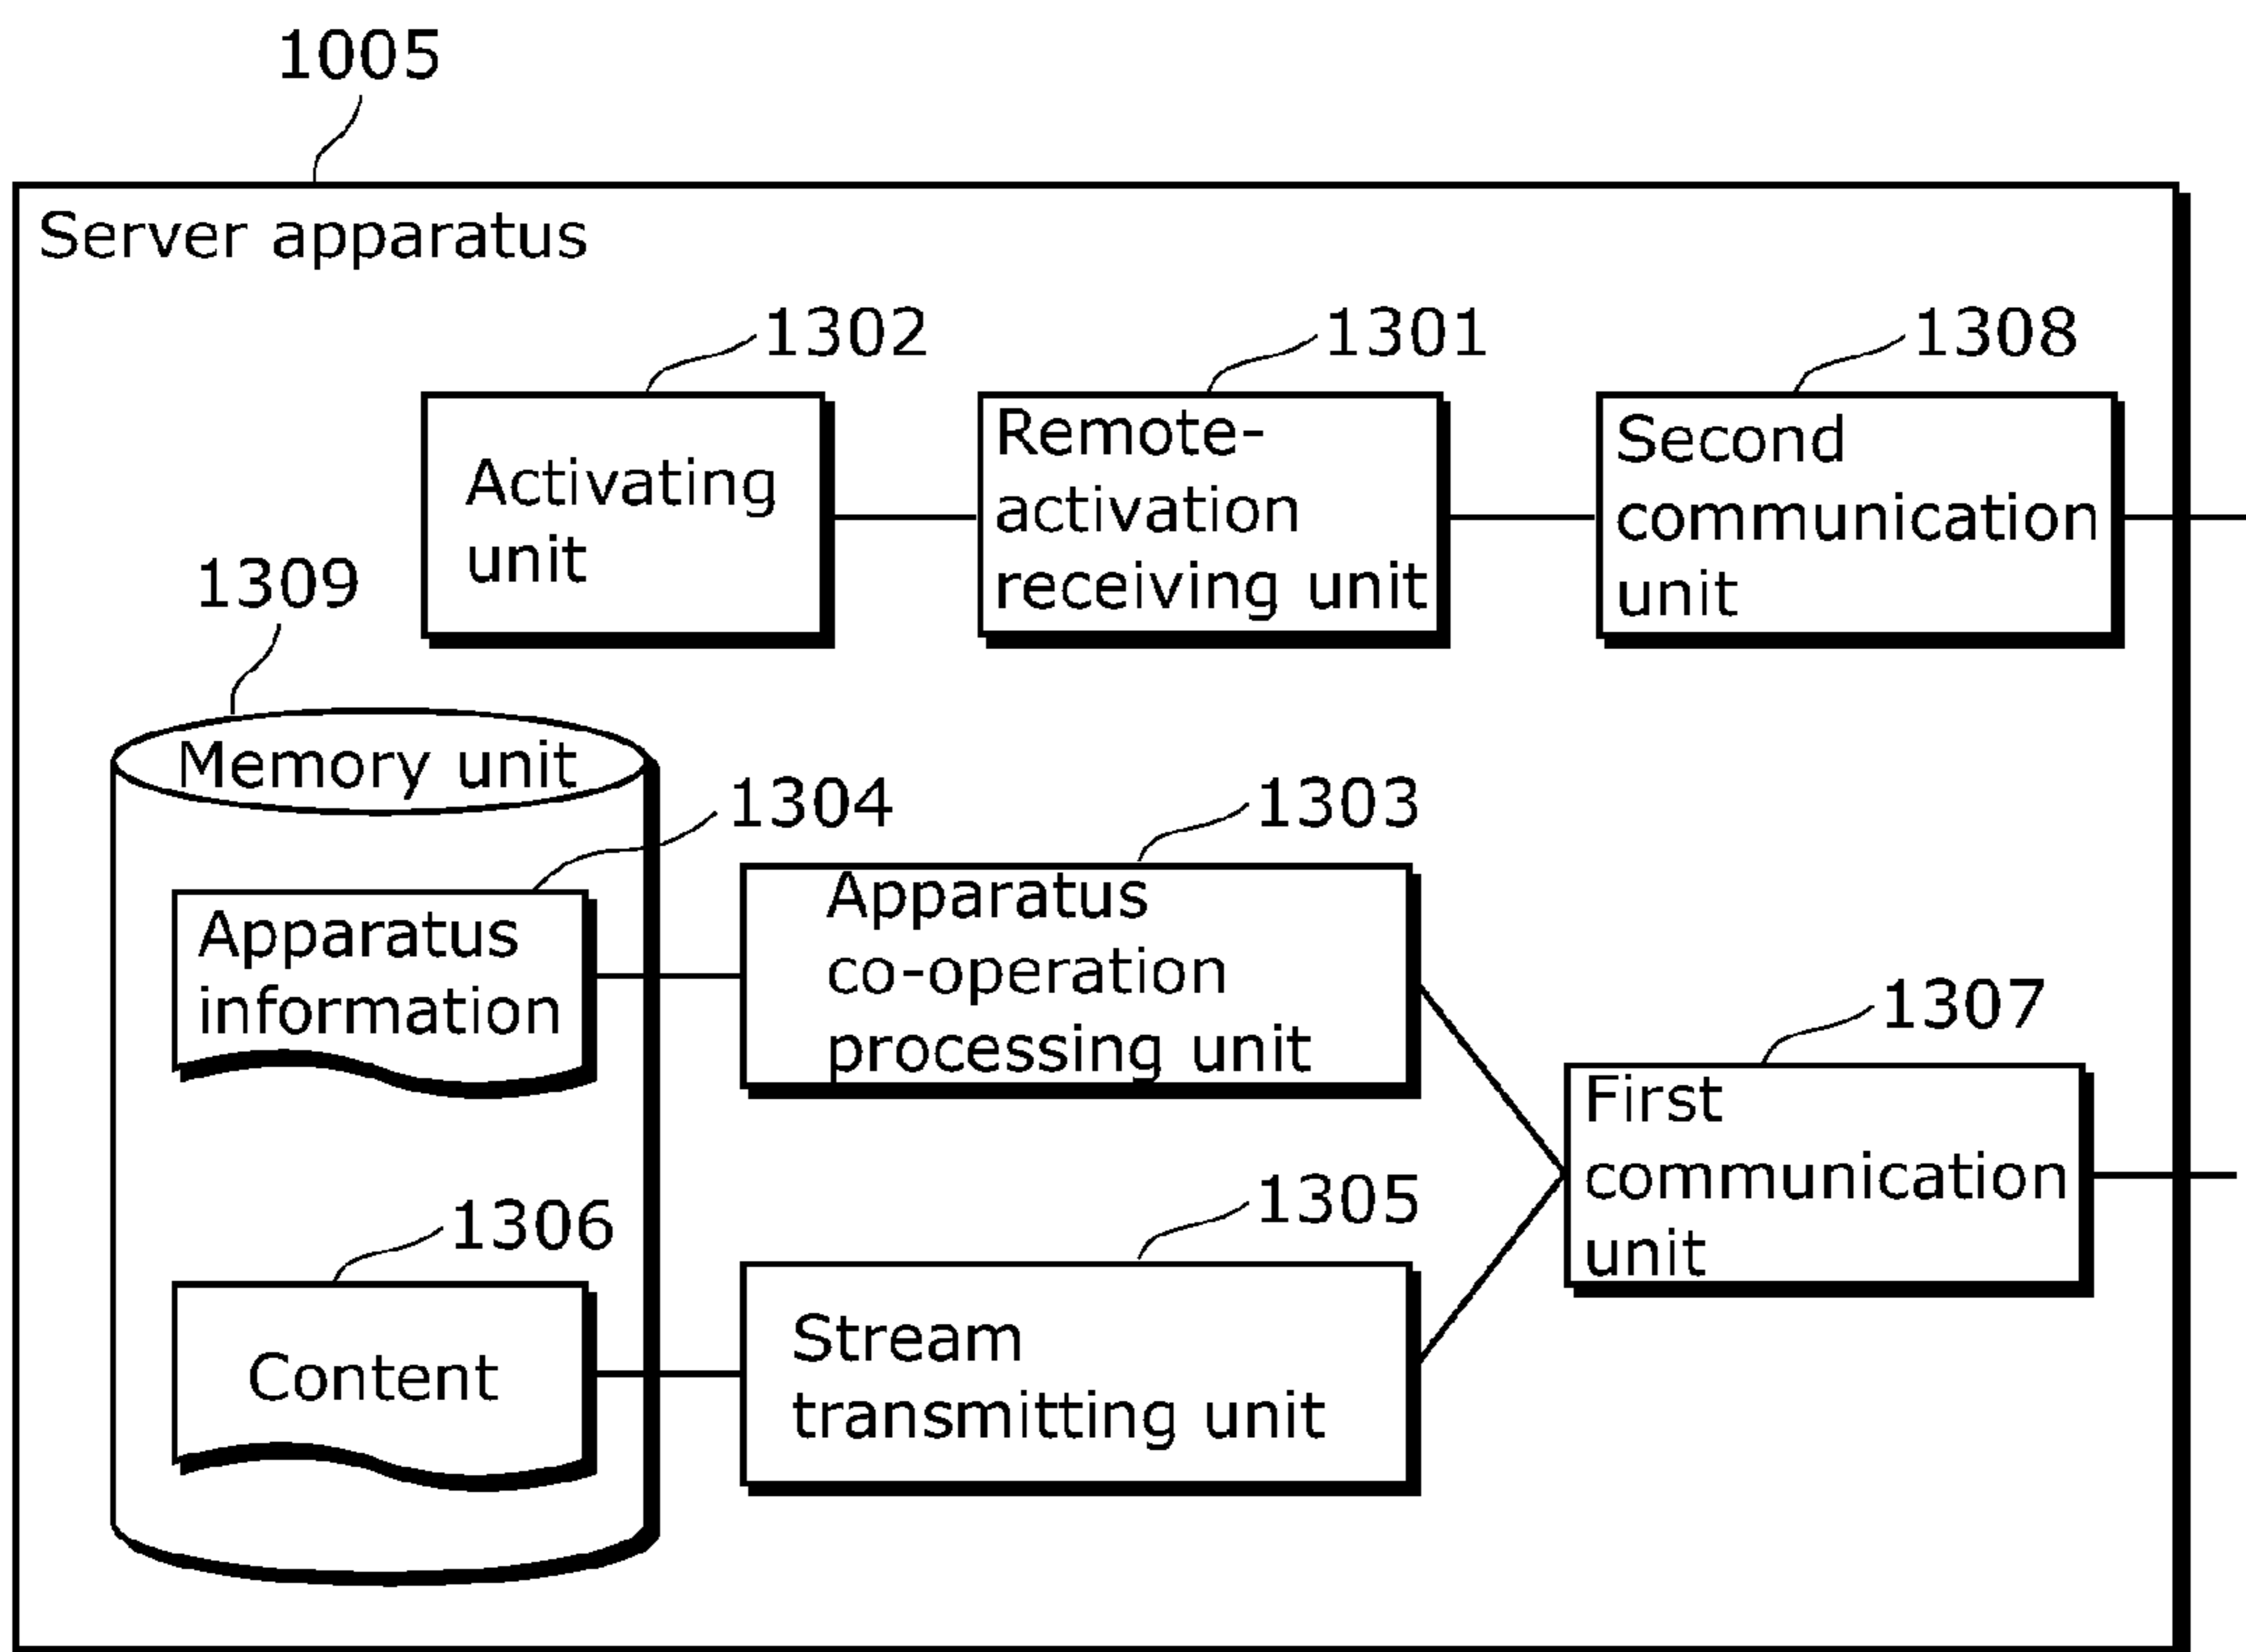 1005
Server apparatus
1302
1301
1308
Activating
unit
Remote-
activation
receiving unit
Second
communication
unit
1309
Memory unit
1304
1303
Apparatus
information
Apparatus
co-operation
processing unit
1307
First
communication
unit
1306
1305
Content
Stream
transmitting unit